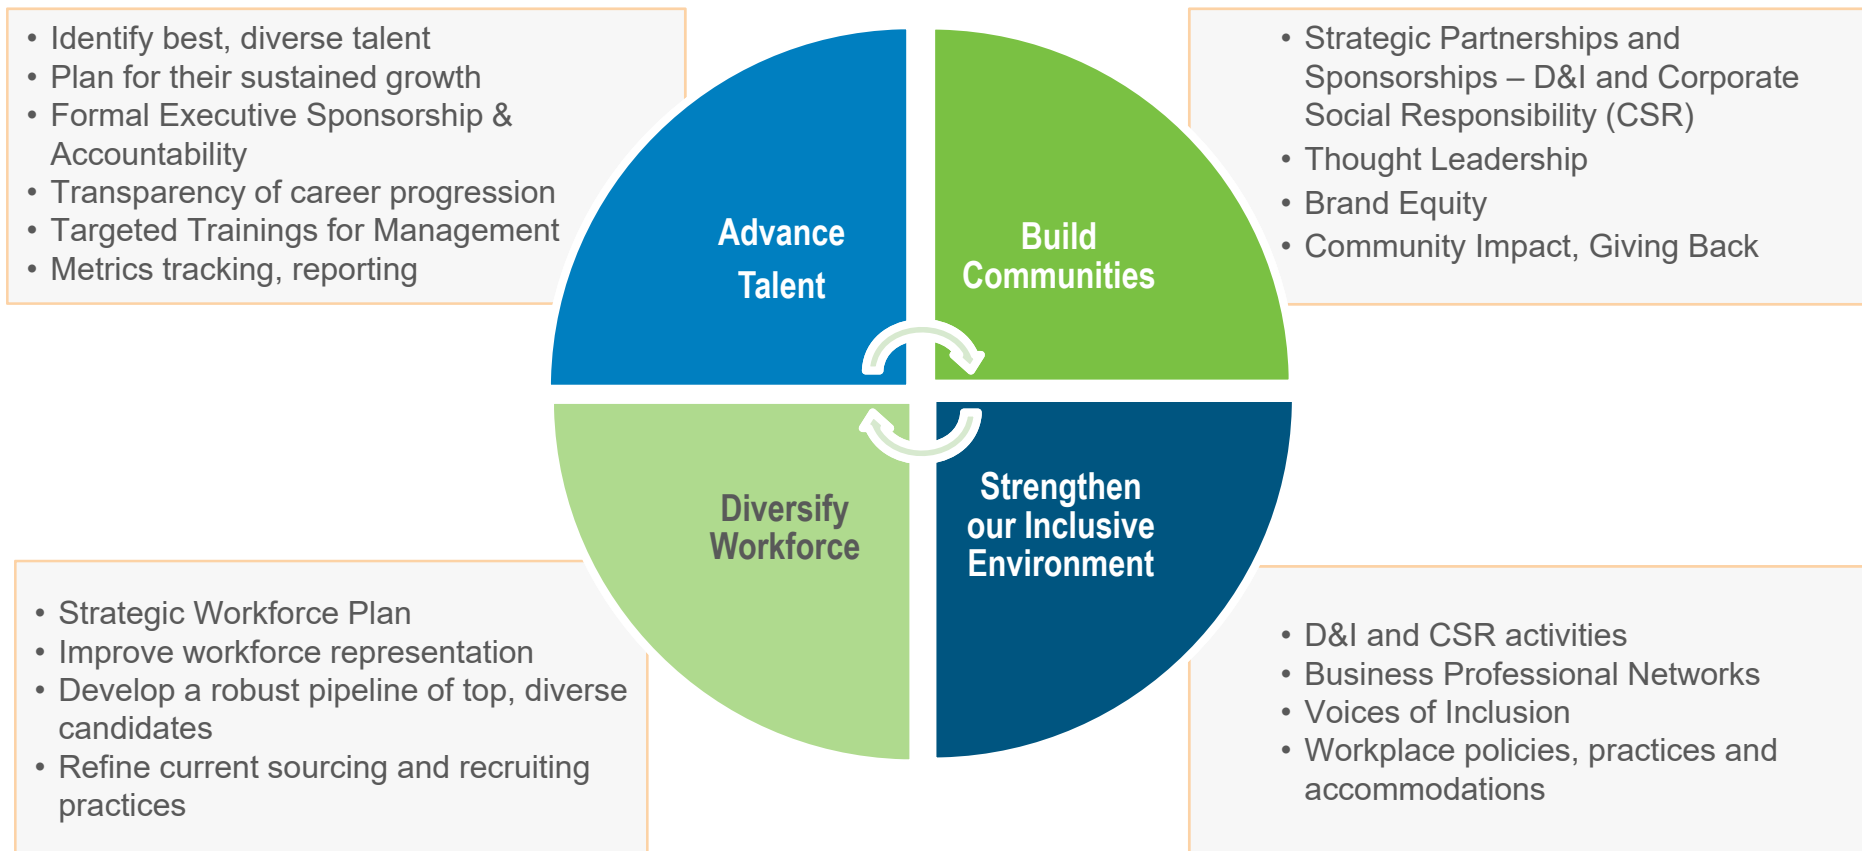 • Identify best, diverse talent
• Plan for their sustained growth
• Formal Executive Sponsorship &
Accountability
• Transparency of career progression
• Targeted Trainings for Management
• Metrics tracking, reporting
Advance
Talent
Build
Communities
• Strategic Partnerships and
Sponsorships – D&I and Corporate
Social Responsibility (CSR)
• Thought Leadership
• Brand Equity
• Community Impact, Giving Back
• Strategic Workforce Plan
• Improve workforce representation
• Develop a robust pipeline of top, diverse
candidates
• Refine current sourcing and recruiting
practices
Diversify
Workforce
Strengthen
our Inclusive
Environment
• D&I and CSR activities
• Business Professional Networks
• Voices of Inclusion
• Workplace policies, practices and
accommodations